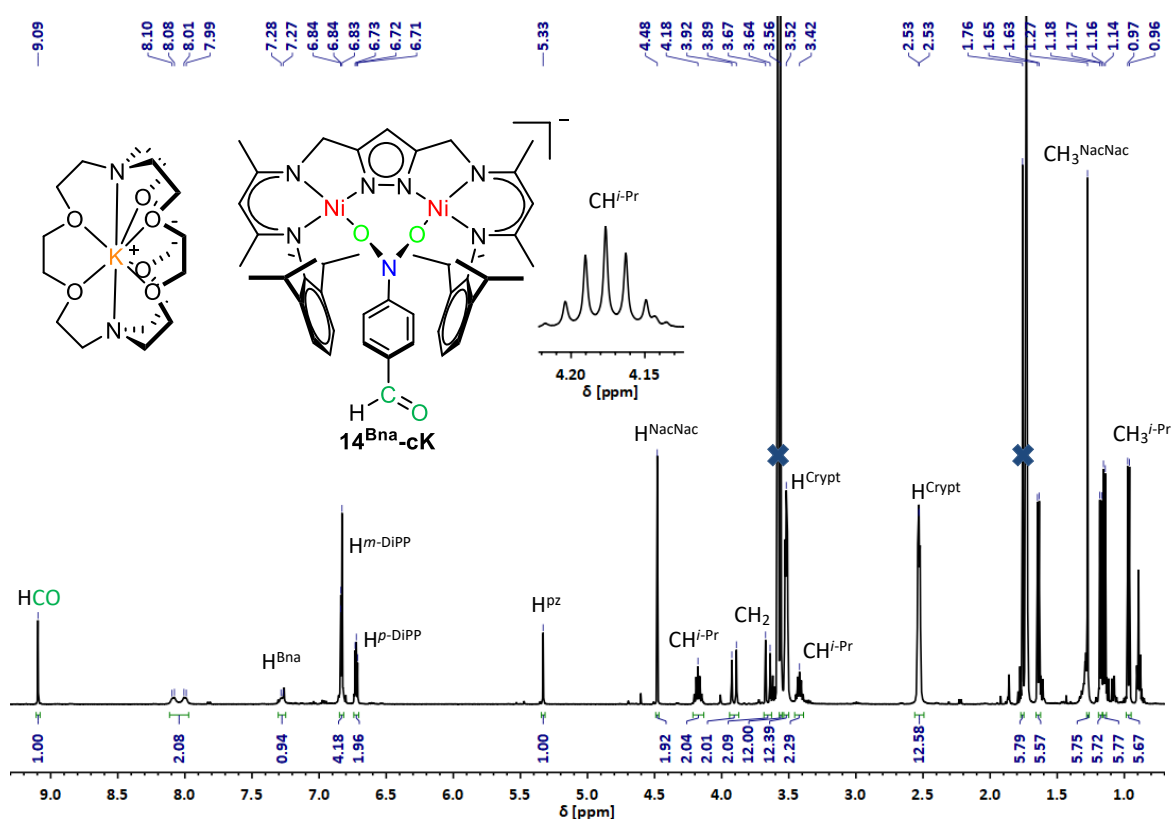 9.09 8.10 8.08 8.01 7.99 7.28 7.27 6.84 6.84 6.83 6.73 6.72 6.71 5.33 4.48 4.18 3.92 3.89 3.67 3.64 3.56 3.52 3.42 2.53 2.53 1.76 1.65 1.63 1.27 1.18 1.17 1.16 1.14 0.97 0.96
N O O O O O O N K +
N N N N N N Ni Ni O O N −
H C O
14Bna-cK
CHi-Pr
4.20 4.15
δ [ppm]
CH3NacNac
HNacNac
CH3i-Pr
HCrypt
HCrypt
Hm-DiPP
HCO
Hpz
CH2
Hp-DiPP
CHi-Pr
CHi-Pr
HBna
1.00 2.08 0.94 4.18 1.96 1.00 1.92 2.04 2.01 2.09 12.00 12.39 2.29 12.58 5.79 5.57 5.75 5.72 5.77 5.67
9.0 8.5 8.0 7.5 7.0 6.5 6.0 5.5 5.0 4.5 4.0 3.5 3.0 2.5 2.0 1.5 1.0
δ [ppm]